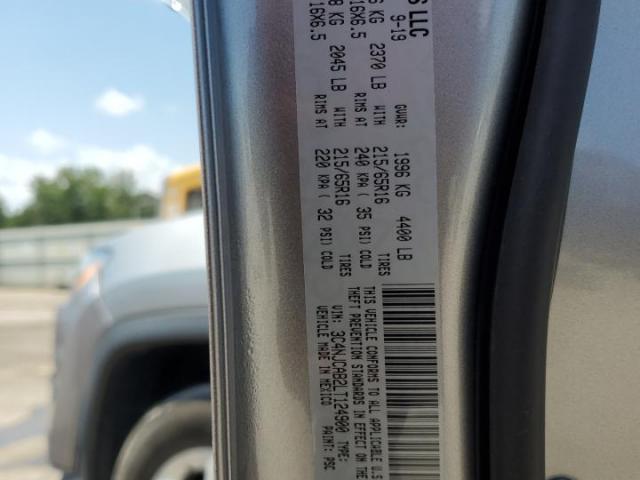 S LLC
9-19
GVWR: 1996 KG 4400 LB
6 KG 2370 LB WITH 215/65R16 TIRES
16X6.5 RIMS AT 240 KPA ( 35 PSI) COLD
8 KG 2045 LB WITH 215/65R16 TIRES
16X6.5 RIMS AT 220 KPA ( 32 PSI) COLD
THIS VEHICLE CONFORMS TO ALL APPLICABLE U.S
THEFT PREVENTION STANDARDS IN EFFECT ON THE
VIN: 3C4NJCAB2LT124900 TYPE:
VEHICLE MADE IN MEXICO PAINT: PSC